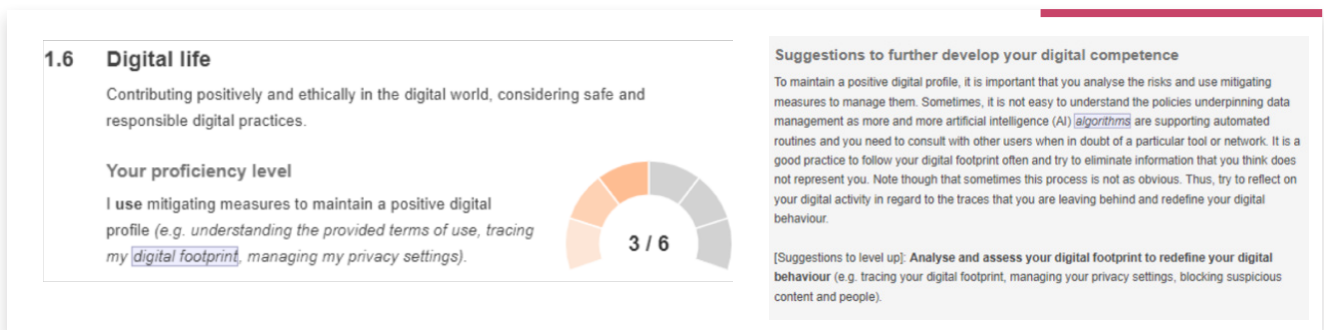 1.6 Digital life
Contributing positively and ethically in the digital world, considering safe and
responsible digital practices.
Your proficiency level
I use mitigating measures to maintain a positive digital
profile (e.g. understanding the provided terms of use, tracing
my digital footprint, managing my privacy settings).
3 / 6
Suggestions to further develop your digital competence
To maintain a positive digital profile, it is important that you analyse the risks and use mitigating
measures to manage them. Sometimes, it is not easy to understand the policies underpinning data
management as more and more artificial intelligence (AI) algorithms are supporting automated
routines and you need to consult with other users when in doubt of a particular tool or network. It is a
good practice to follow your digital footprint often and try to eliminate information that you think does
not represent you. Note though that sometimes this process is not as obvious. Thus, try to reflect on
your digital activity in regard to the traces that you are leaving behind and redefine your digital
behaviour.
[Suggestions to level up]: Analyse and assess your digital footprint to redefine your digital
behaviour (e.g. tracing your digital footprint, managing your privacy settings, blocking suspicious
content and people).